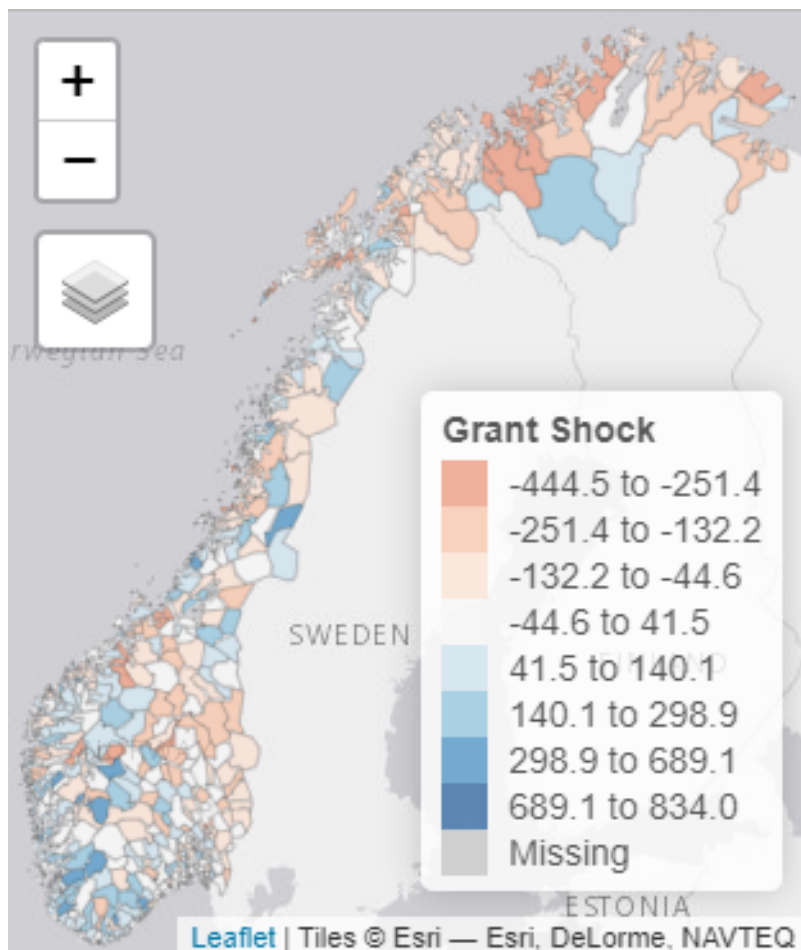 +
−
rwegian Sea
Grant Shock
-444.5 to -251.4
-251.4 to -132.2
-132.2 to -44.6
-44.6 to 41.5
41.5 to 140.1
140.1 to 298.9
298.9 to 689.1
689.1 to 834.0
Missing
SWEDEN
FINLAND
ESTONIA
Leaflet | Tiles © Esri — Esri, DeLorme, NAVTEQ